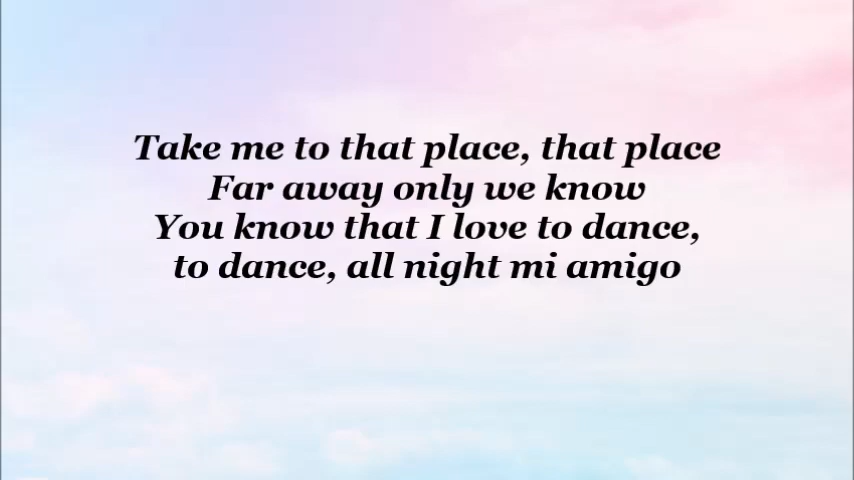 Take me to that place, that place
Far away only we know
You know that I love to dance,
to dance, all night mi amigo